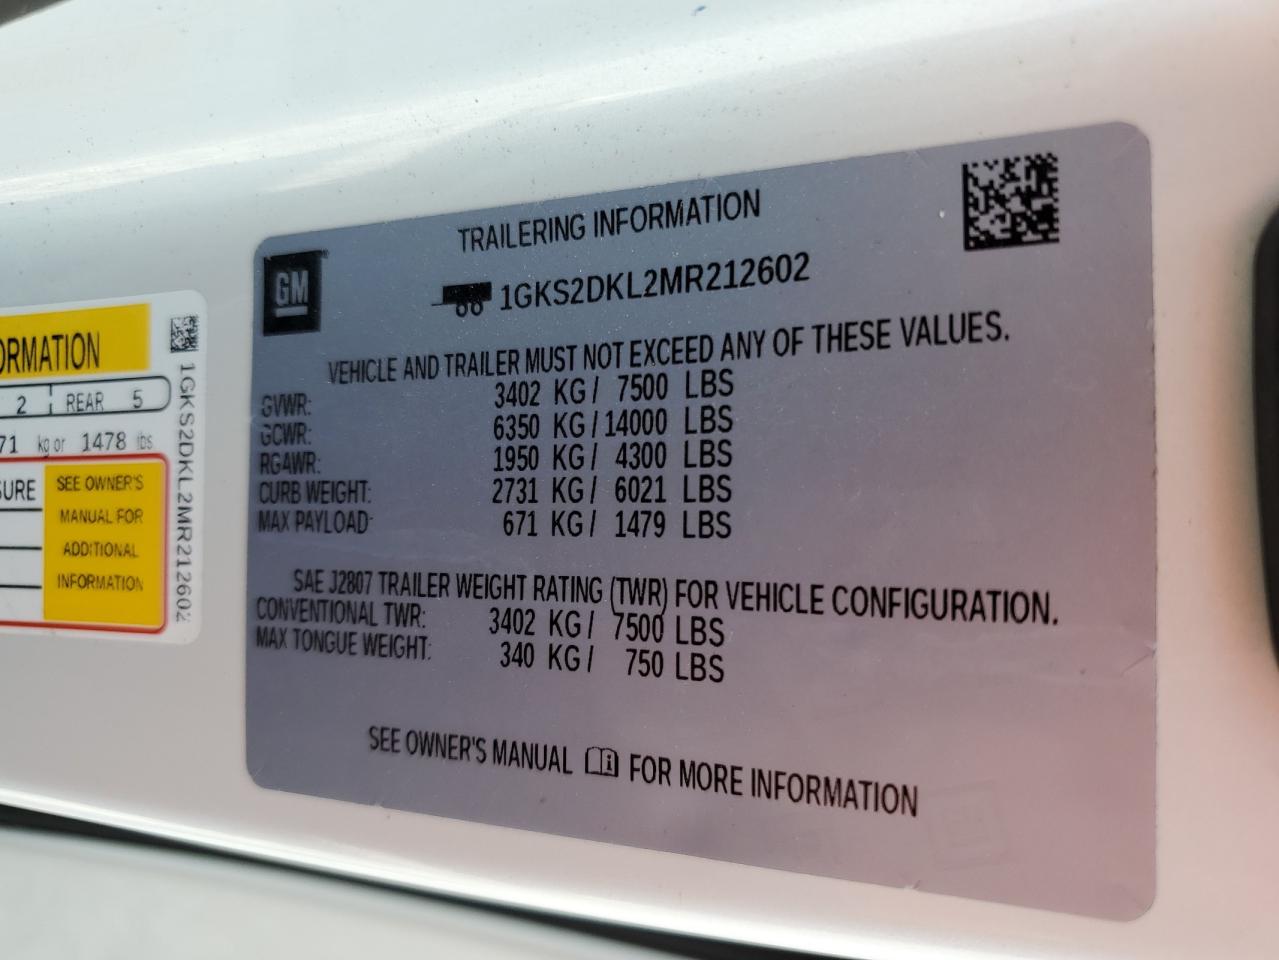 ORMATION
2 REAR 5
71 kg or 1478 lbs
SURE
SEE OWNER'S
MANUAL FOR
ADDITIONAL
INFORMATION
1GKS2DKL2MR212602
GM
TRAILERING INFORMATION
1GKS2DKL2MR212602
VEHICLE AND TRAILER MUST NOT EXCEED ANY OF THESE VALUES.
GVWR: 3402 KG/ 7500 LBS
GCWR: 6350 KG/14000 LBS
RGAWR: 1950 KG/ 4300 LBS
CURB WEIGHT: 2731 KG/ 6021 LBS
MAX PAYLOAD: 671 KG/ 1479 LBS
SAE J2807 TRAILER WEIGHT RATING (TWR) FOR VEHICLE CONFIGURATION.
CONVENTIONAL TWR: 3402 KG/ 7500 LBS
MAX TONGUE WEIGHT: 340 KG/ 750 LBS
SEE OWNER'S MANUAL FOR MORE INFORMATION